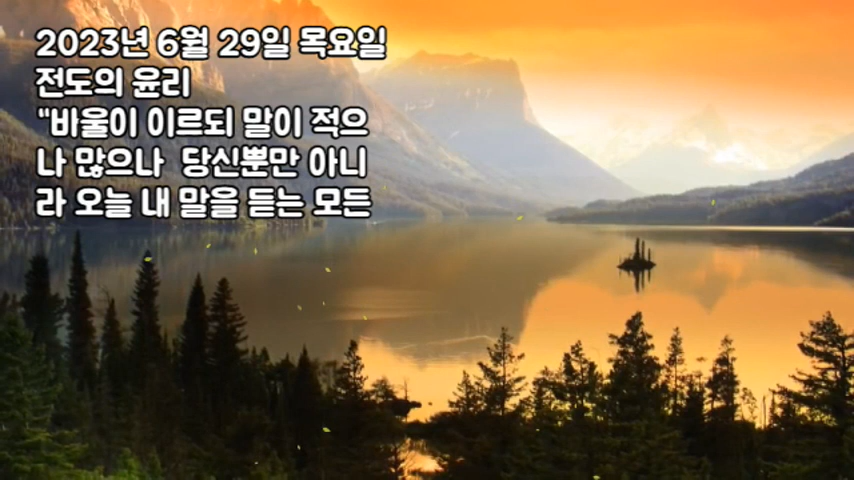 2023년 6월 29일 목요일
전도의 윤리
"바울이 이르되 말이 적으
나 많으나  당신뿐만 아니
라 오늘 내 말을 듣는 모든